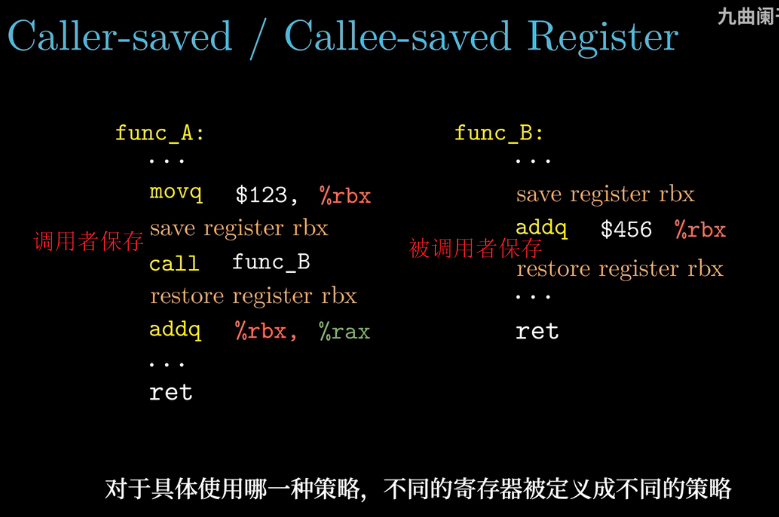 九曲阑干
Caller-saved / Callee-saved Register
func_A:
...
movq $123, %rbx
调用者保存
save register rbx
call func_B
restore register rbx
addq %rbx, %rax
...
ret
func_B:
...
save register rbx
被调用者保存
addq $456 %rbx
restore register rbx
...
ret
对于具体使用哪一种策略，不同的寄存器被定义成不同的策略